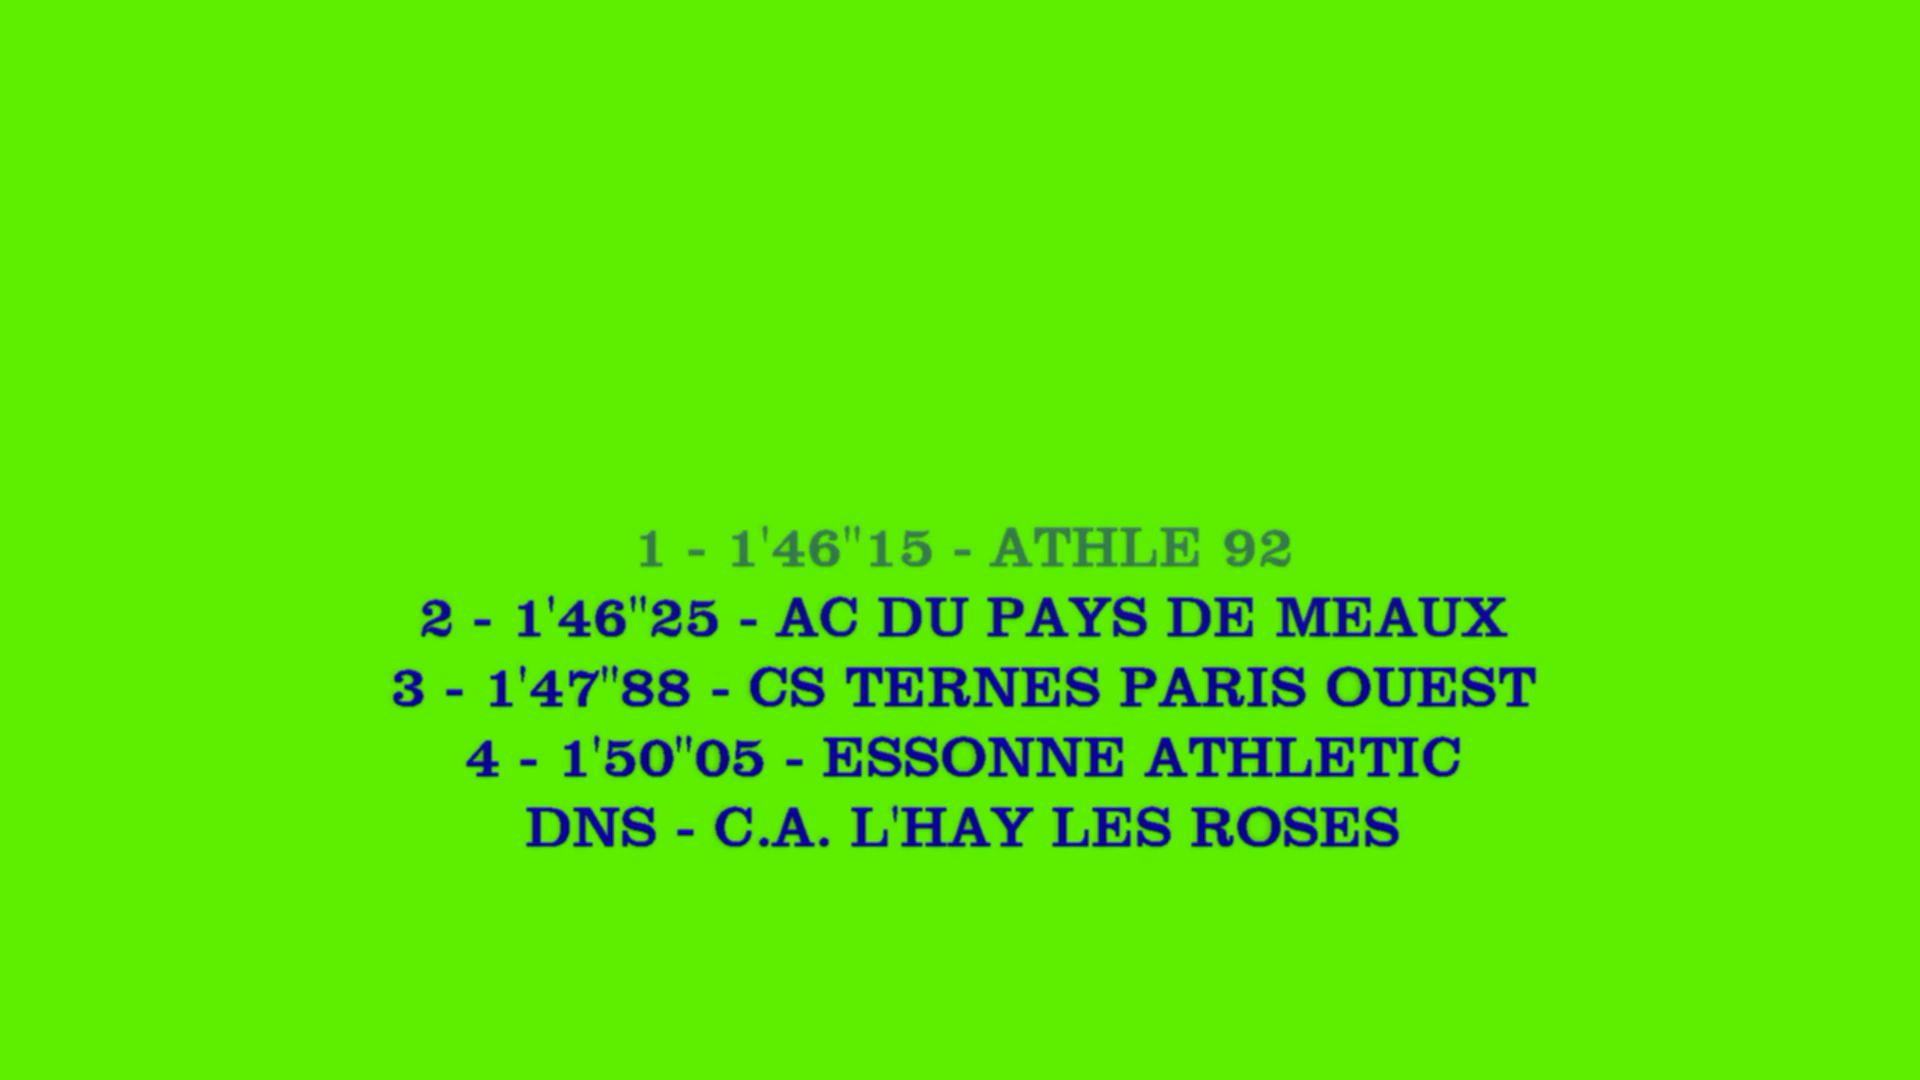 1 - 1'46"15 - ATHLE 92
2 - 1'46"25 - AC DU PAYS DE MEAUX
3 - 1'47"88 - CS TERNES PARIS OUEST
4 - 1'50"05 - ESSONNE ATHLETIC
DNS - C.A. L'HAY LES ROSES